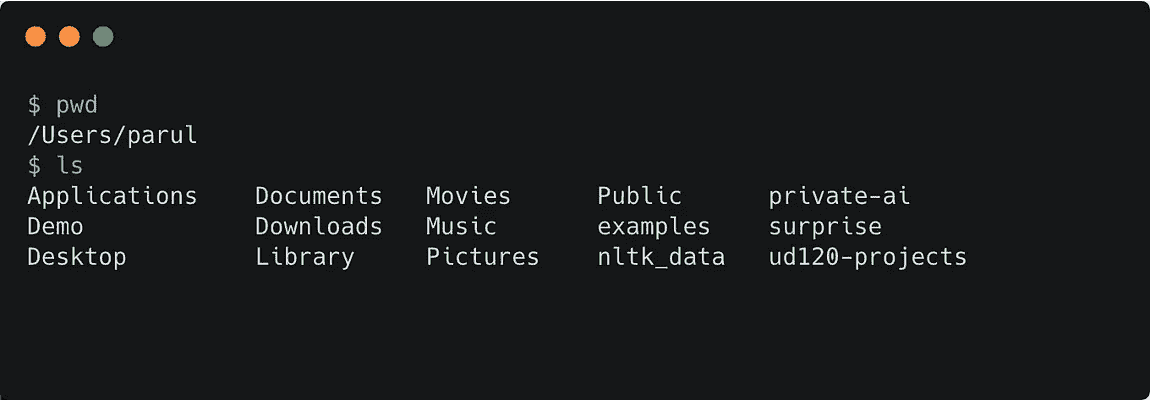 $ pwd
/Users/parul
$ ls
Applications    Documents   Movies      Public      private-ai
Demo            Downloads   Music       examples    surprise
Desktop         Library     Pictures    nltk_data   ud120-projects